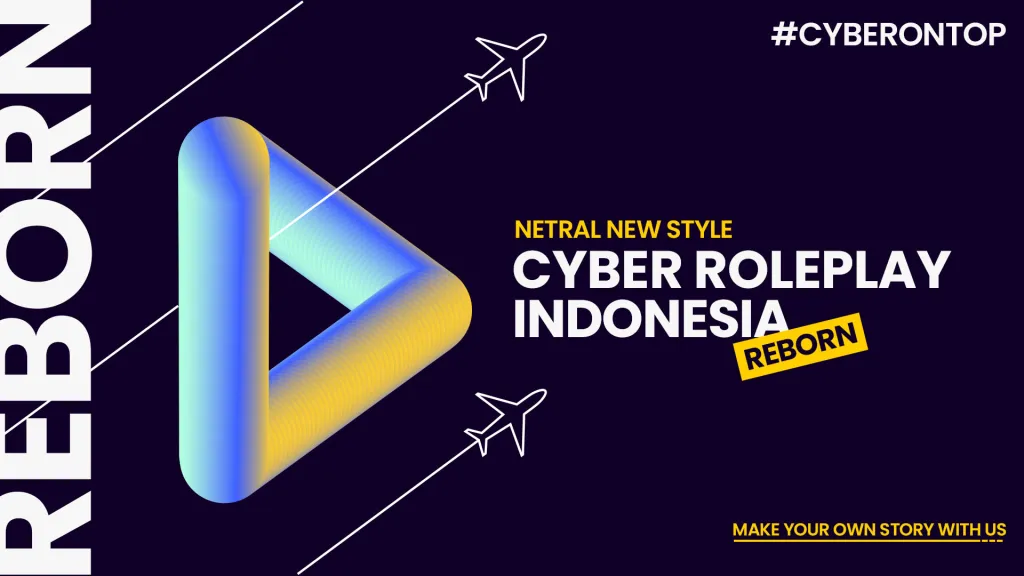 REBORN
#CYBERONTOP
NETRAL NEW STYLE
CYBER ROLEPLAY
INDONESIA
REBORN
MAKE YOUR OWN STORY WITH US